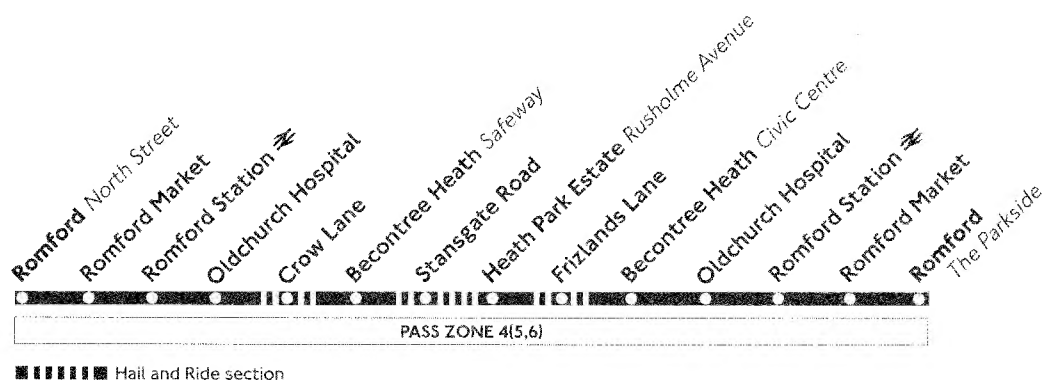 Romford North Street
Romford Market
Romford Station
Oldchurch Hospital
Crow Lane
Becontree Heath Safeway
Stansgate Road
Heath Park Estate Rusholme Avenue
Frizlands Lane
Becontree Heath Civic Centre
Oldchurch Hospital
Romford Station
Romford Market
Romford
The Parkside
PASS ZONE 4(5,6)
Hail and Ride section